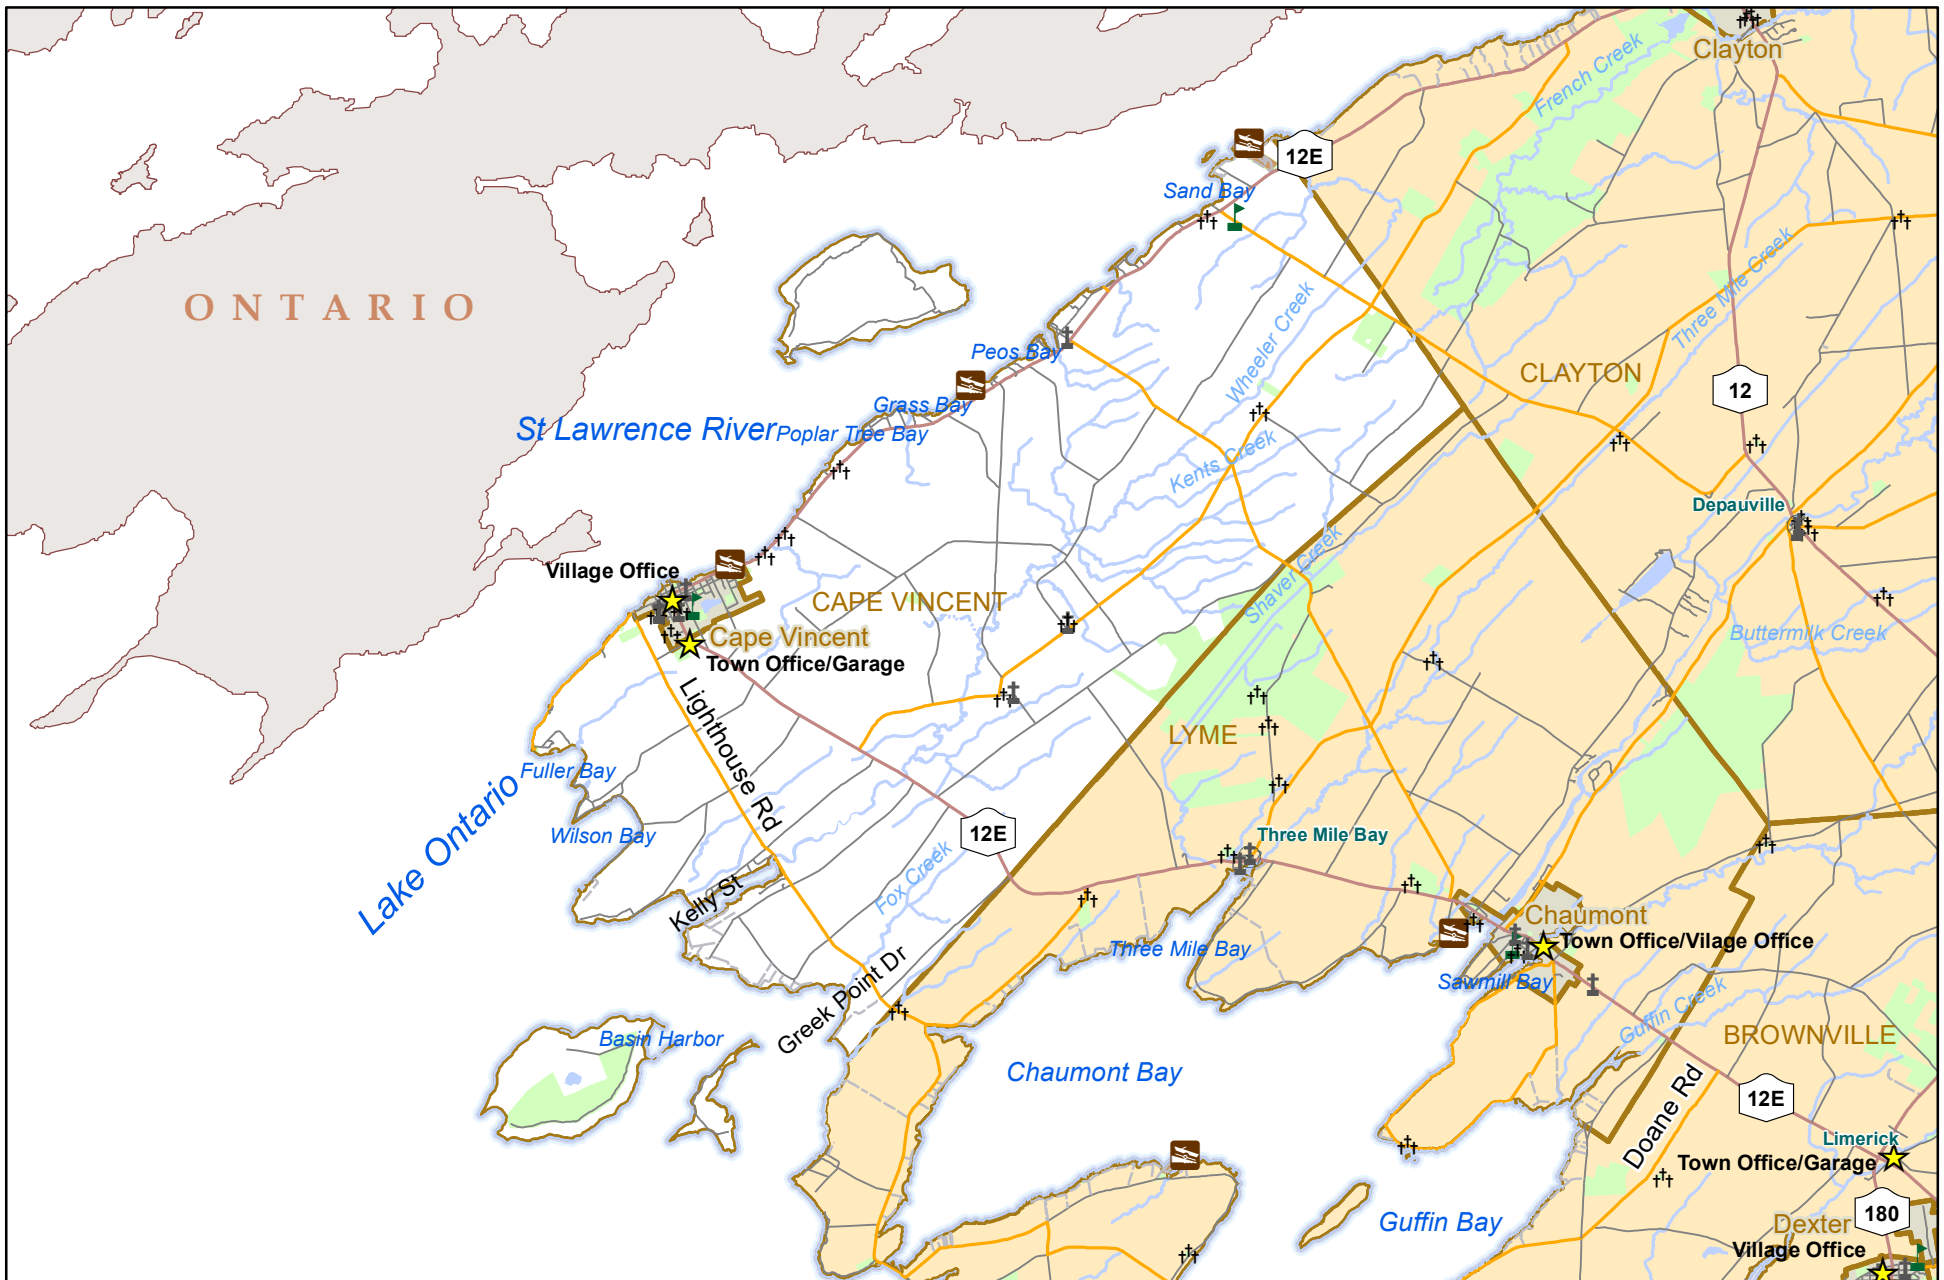 Clayton
French Creek
12E
Sand Bay
ONTARIO
Three Mile Creek
Wheeler Creek
Peos Bay
CLAYTON
12
Grass Bay
St Lawrence River
Poplar Tree Bay
Kents Creek
Depauville
Shaver Creek
Village Office
CAPE VINCENT
Cape Vincent
Town Office/Garage
Buttermilk Creek
Lighthouse Rd
LYME
Fuller Bay
Lake Ontario
Wilson Bay
12E
Three Mile Bay
Fox Creek
Kelly St
Chaumont
Town Office/Vilage Office
Three Mile Bay
Greek Point Dr
Sawmill Bay
Guffin Creek
Basin Harbor
BROWNVILLE
Chaumont Bay
12E
Doane Rd
Limerick
Town Office/Garage
Guffin Bay
180
Dexter
Village Office